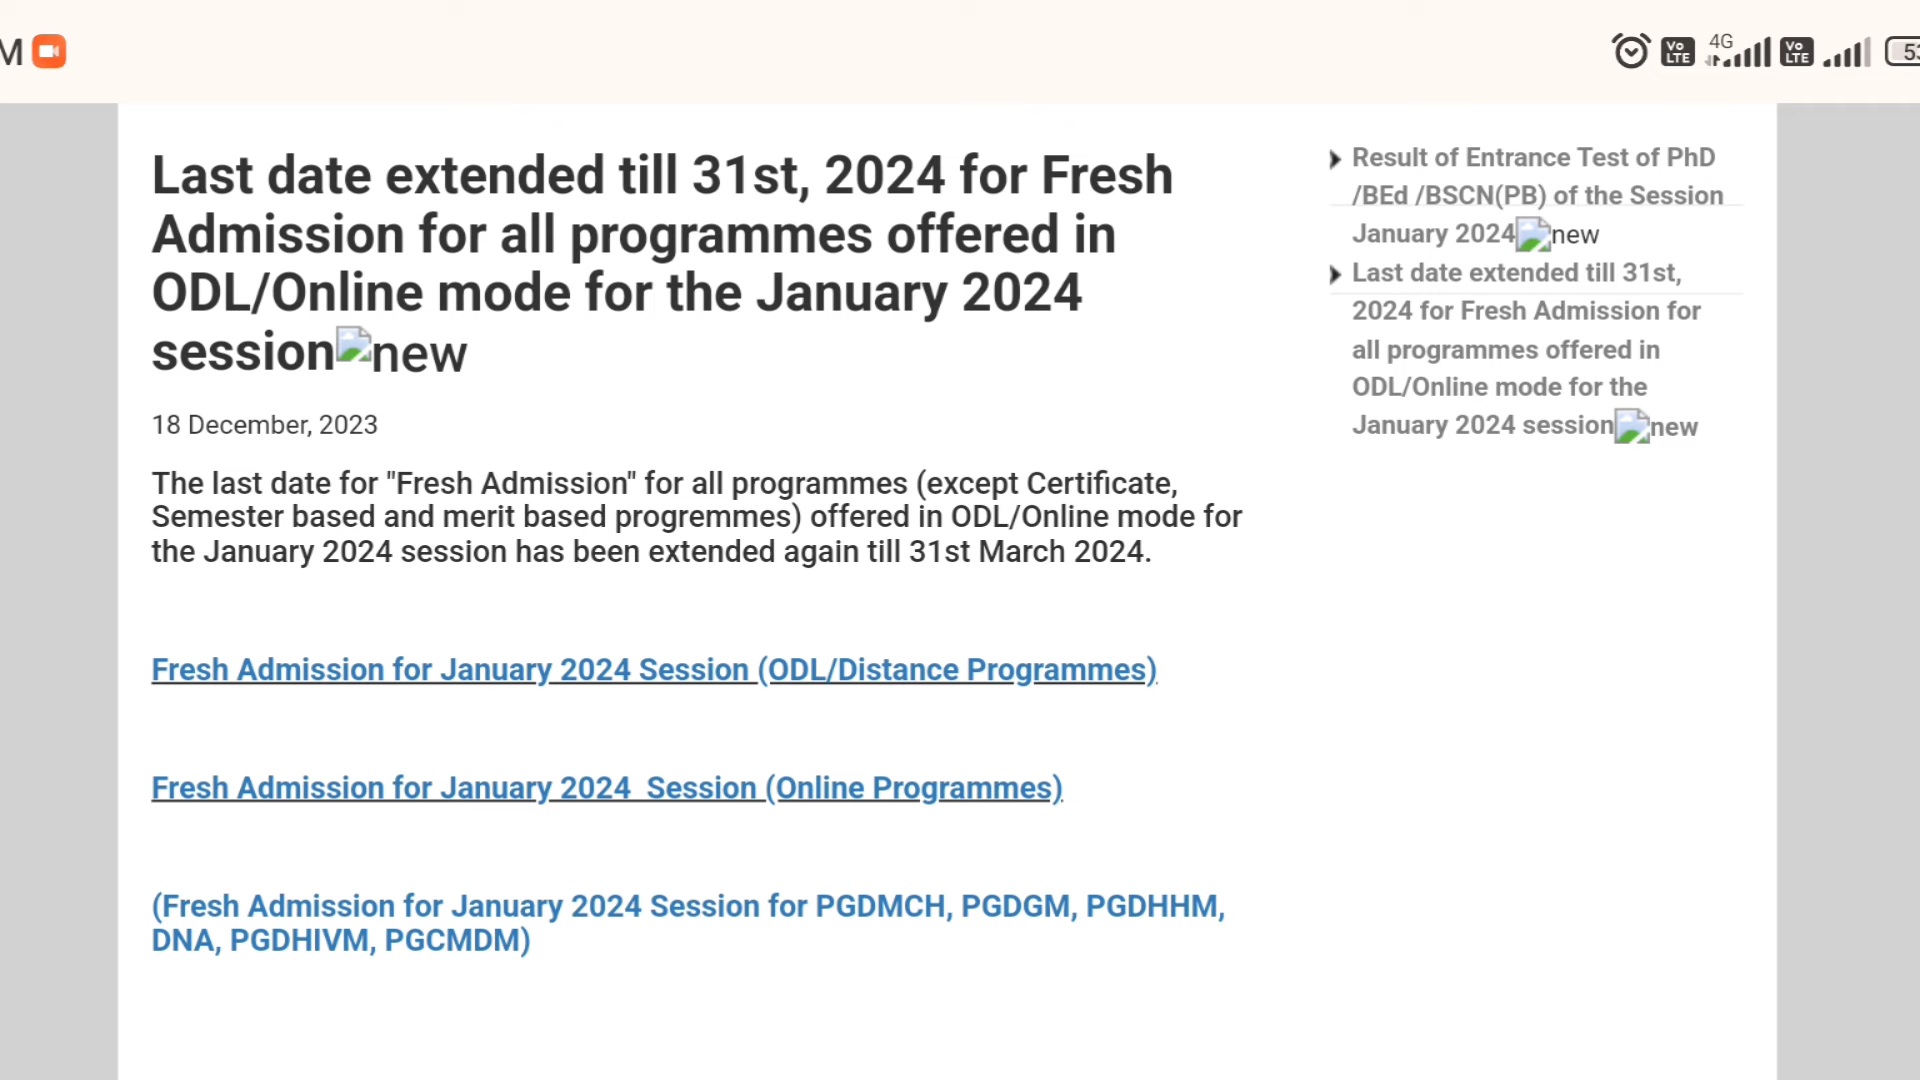 M
4G
Vo
LTE
Vo
LTE
53
Last date extended till 31st, 2024 for Fresh
Admission for all programmes offered in
ODL/Online mode for the January 2024
session new
18 December, 2023
The last date for "Fresh Admission" for all programmes (except Certificate,
Semester based and merit based progremmes) offered in ODL/Online mode for
the January 2024 session has been extended again till 31st March 2024.
Fresh Admission for January 2024 Session (ODL/Distance Programmes)
Fresh Admission for January 2024  Session (Online Programmes)
(Fresh Admission for January 2024 Session for PGDMCH, PGDGM, PGDHHM,
DNA, PGDHIVM, PGCMDM)
Result of Entrance Test of PhD
/BEd /BSCN(PB) of the Session
January 2024 new
Last date extended till 31st,
2024 for Fresh Admission for
all programmes offered in
ODL/Online mode for the
January 2024 session new